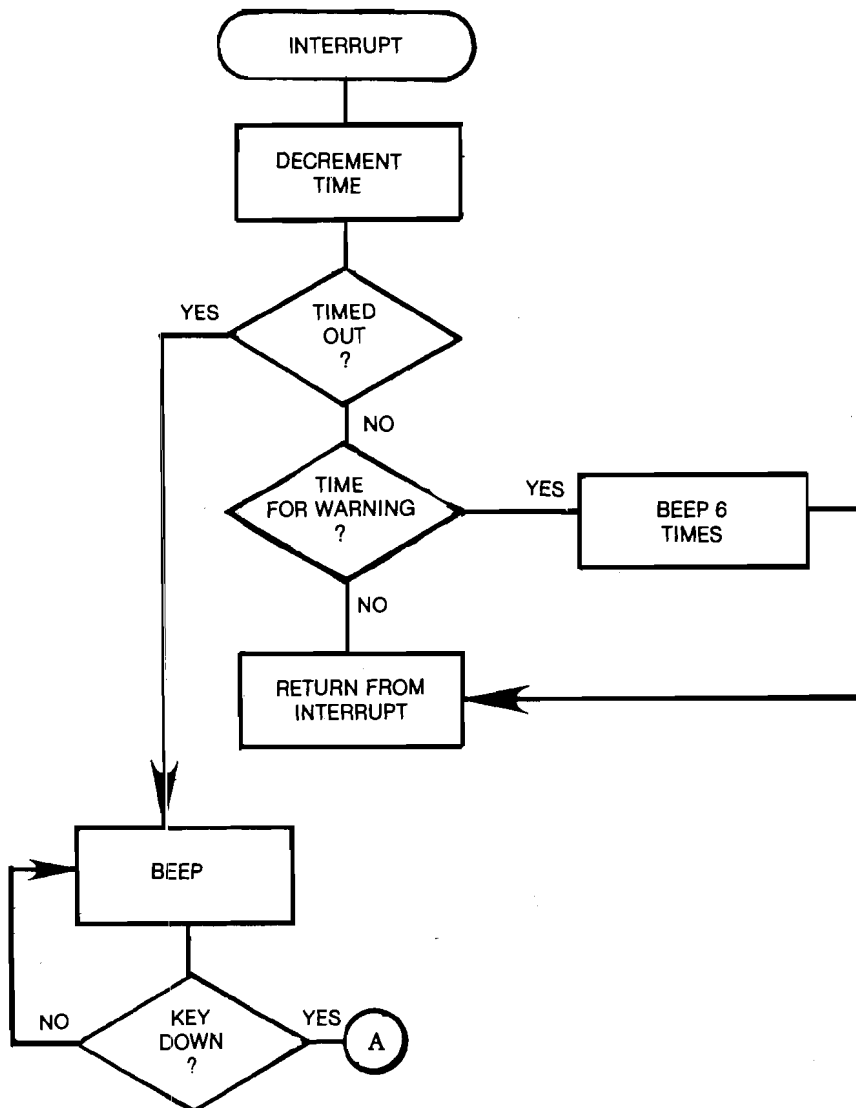 INTERRUPT
DECREMENT
TIME
YES
TIMED
OUT
?
NO
TIME
FOR WARNING
?
YES
BEEP 6
TIMES
NO
RETURN FROM
INTERRUPT
BEEP
NO
KEY
DOWN
?
YES
A